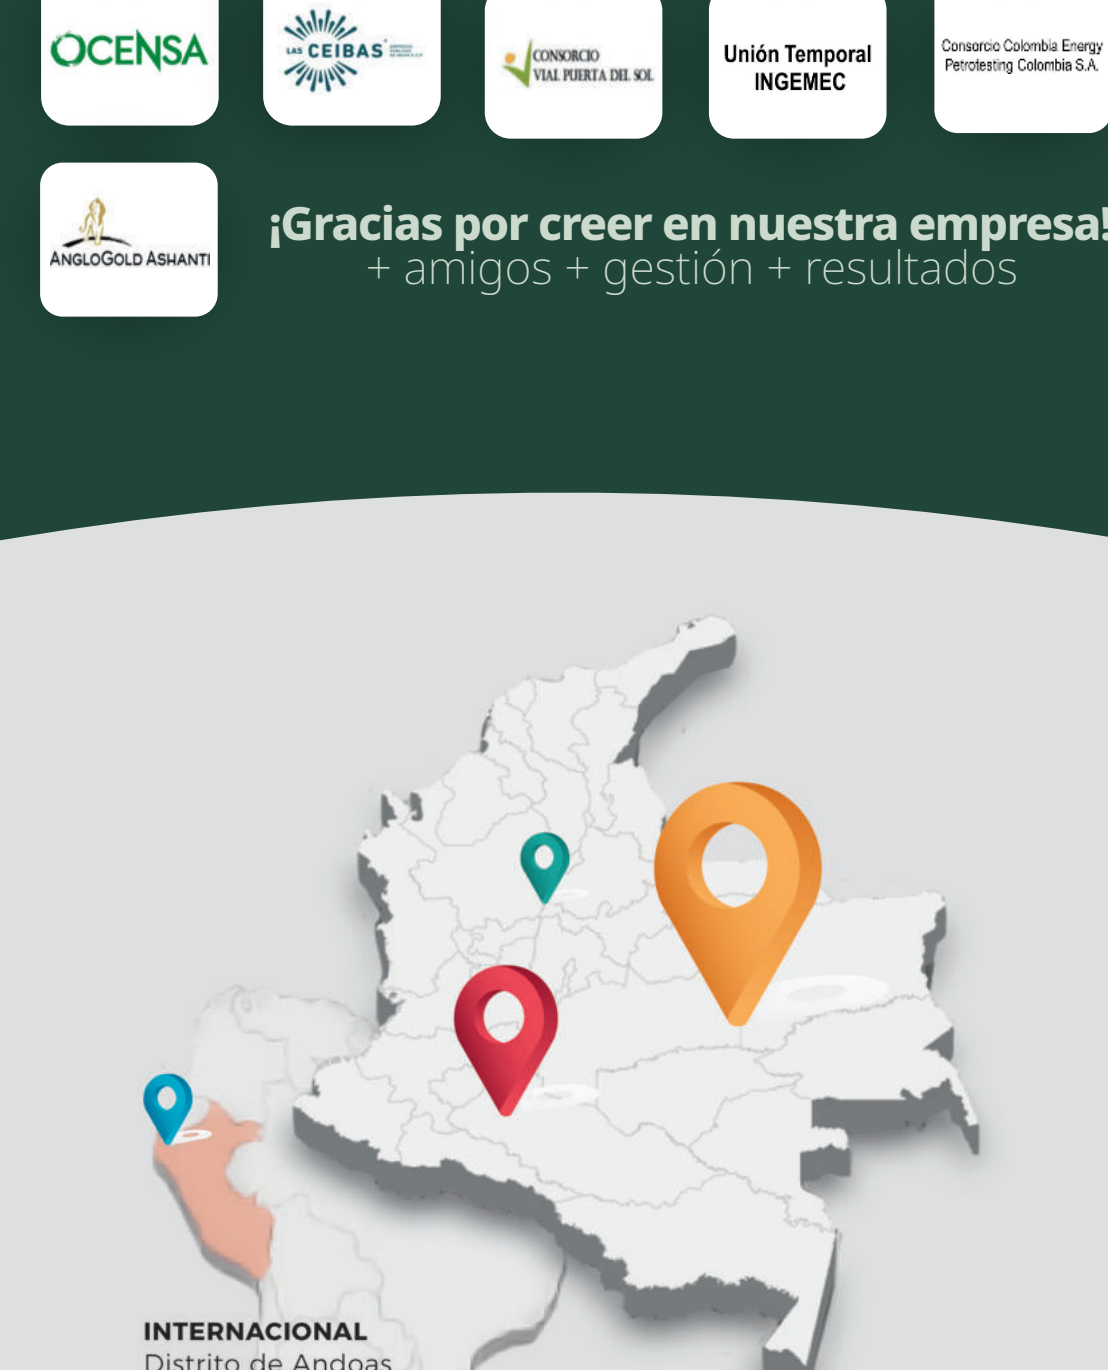 OCENSA
LAS CEIBAS
CONSORCIO
VIAL PUERTA DEL SOL
Unión Temporal
INGEMEC
Consorcio Colombia Energy
Petrotesting Colombia S.A.
ANGLOGOLD ASHANTI
¡Gracias por creer en nuestra empresa!
+ amigos + gestión + resultados
INTERNACIONAL
Distrito de Andoas